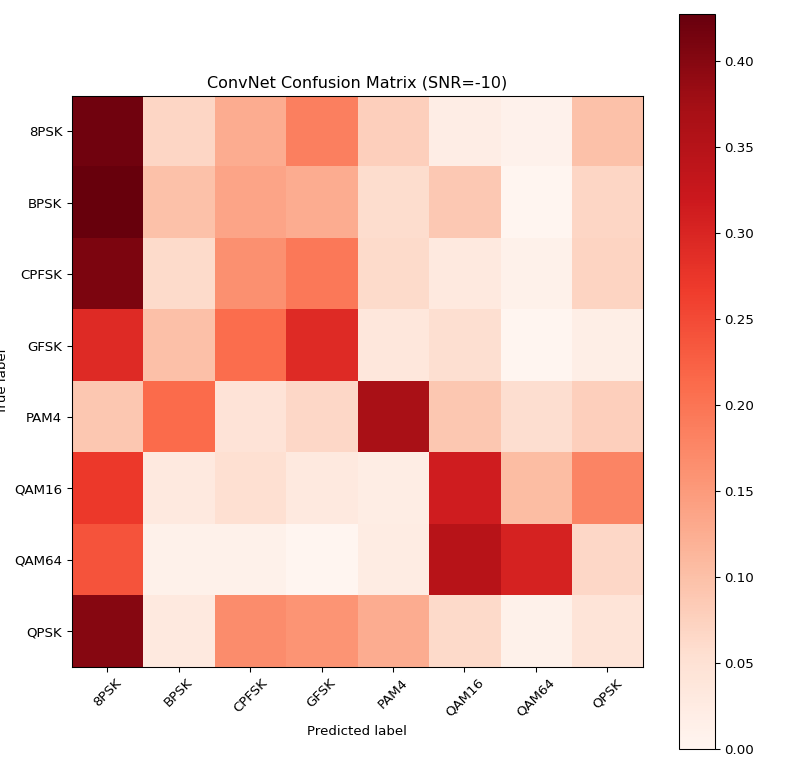 ConvNet Confusion Matrix (SNR=-10)
8PSK
BPSK
CPFSK
GFSK
PAM4
QAM16
QAM64
QPSK
8PSK BPSK CPFSK GFSK PAM4 QAM16 QAM64 QPSK
Predicted label
0.40
0.35
0.30
0.25
0.20
0.15
0.10
0.05
0.00